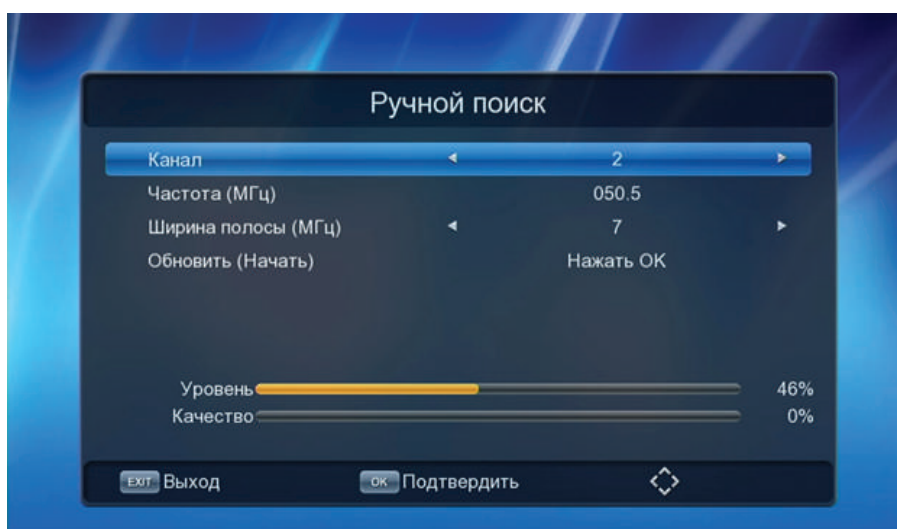 Ручной поиск
Канал 2
Частота (МГц) 050.5
Ширина полосы (МГц) 7
Обновить (Начать) Нажать OK
Уровень 46%
Качество 0%
EXIT Выход OK Подтвердить